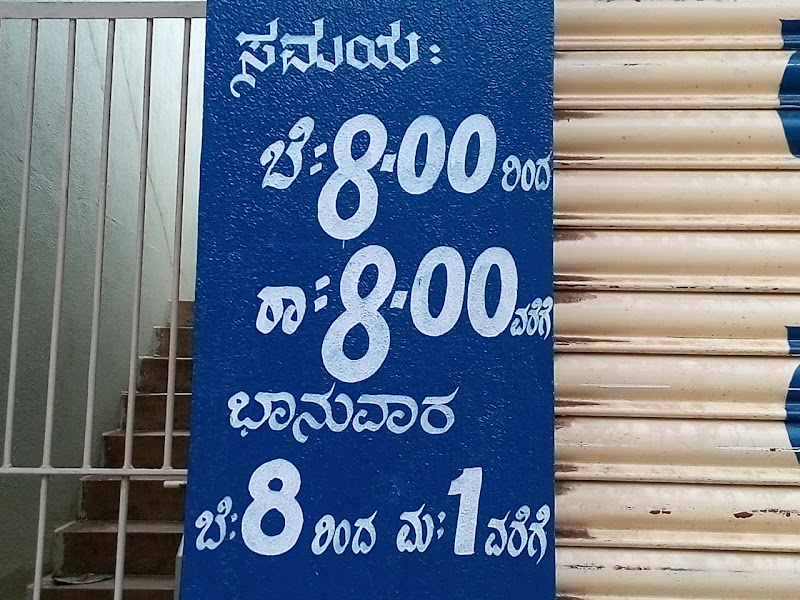 ಸಮಯ:
ಬೆ: 8.00 ರಿಂದ
ರಾ: 8.00 ವರೆಗೆ
ಭಾನುವಾರ
ಬೆ: 8 ರಿಂದ ಮ: 1 ವರೆಗೆ